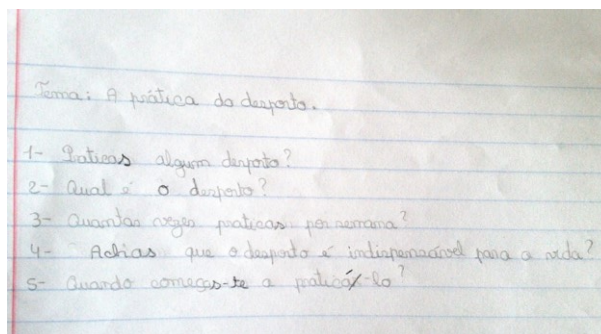 Tema: A prática do desporto.
1- Praticas algum desporto?
2- Qual é o desporto?
3- Quantas vezes praticas por semana?
4- Achas que o desporto é indispensável para a vida?
5- Quando começas-te a praticá-lo?